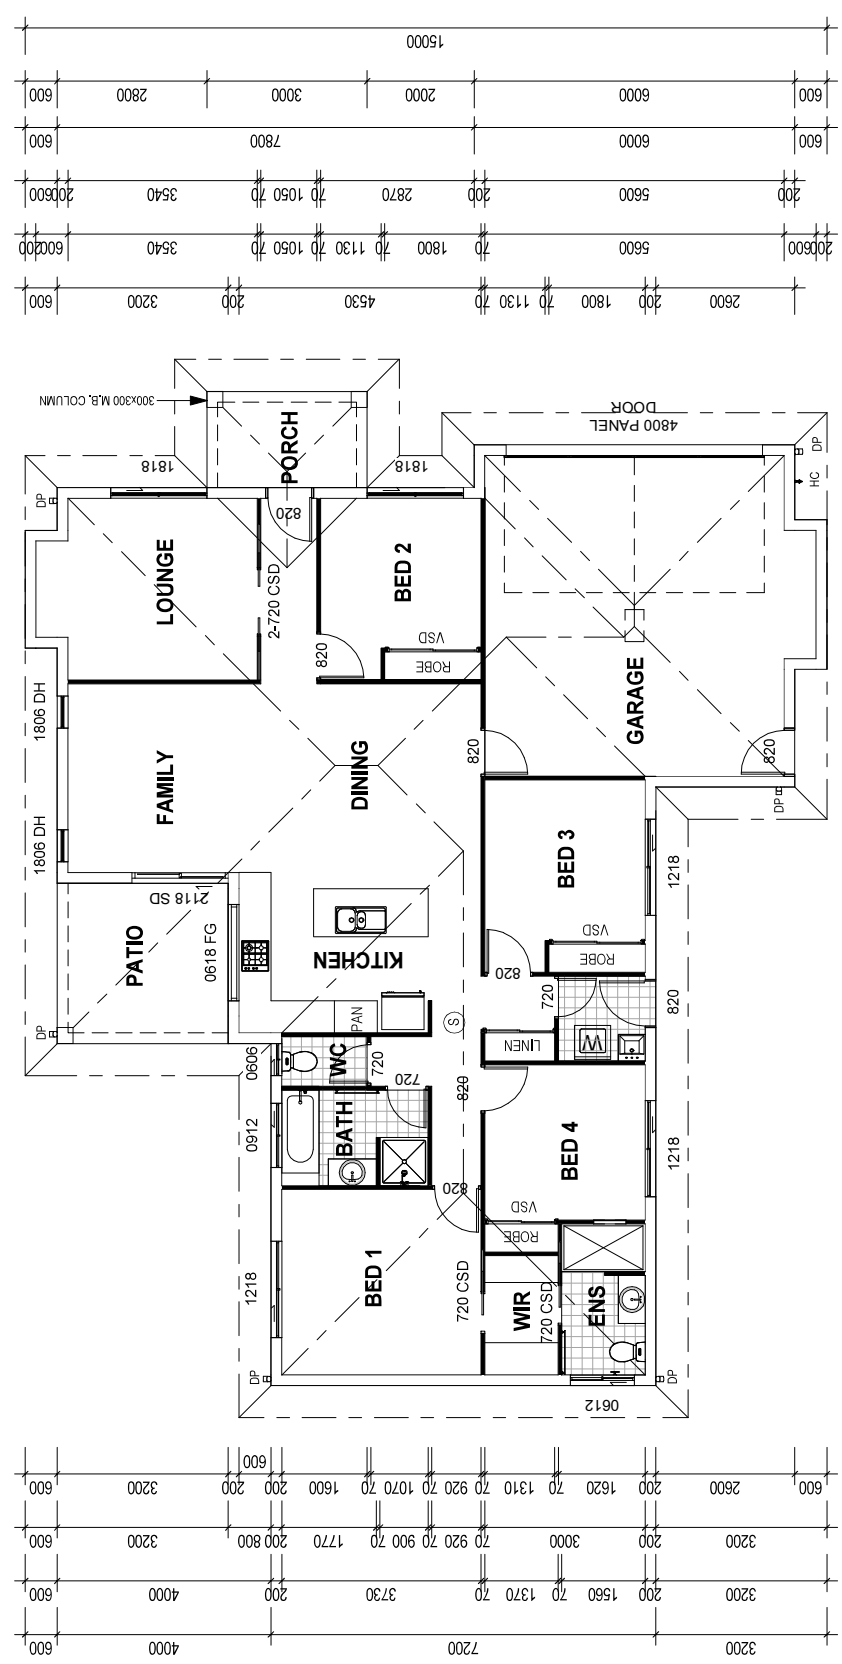 15000
600 2800 3000 2000 6000 600
600 7800 6000 600
600 200 3540 70 1050 70 2870 200 5600 200
200 600 3540 70 1050 70 1130 70 1800 70 5600 200 600
600 3200 200 4530 70 1130 70 1800 200 2600
300x300 M.B. COLUMN
PORCH
4800 PANEL
DOOR
1818
1818
DP
DP
HC
820
LOUNGE
2-720 CSD
BED 2
VSD
ROBE
820
1806 DH
GARAGE
820
820
FAMILY
DINING
DP
1806 DH
BED 3
1218
2118 SD
PATIO
0618 FG
KITCHEN
VSD
ROBE
820
720
820
DP
PAN
S
LINEN
W
0606
WC
720
720
820
0912
BATH
BED 4
1218
820
VSD
ROBE
1218
BED 1
720 CSD
WIR
720 CSD
ENS
DP
DP
0612
600
600 3200 200 200 1600 70 1070 70 920 70 1310 70 1620 200 2600 600
600 3200 800 200 1770 70 900 70 920 70 3000 200 3200
600 4000 200 3730 70 1370 70 1560 200 3200
600 4000 7200 3200